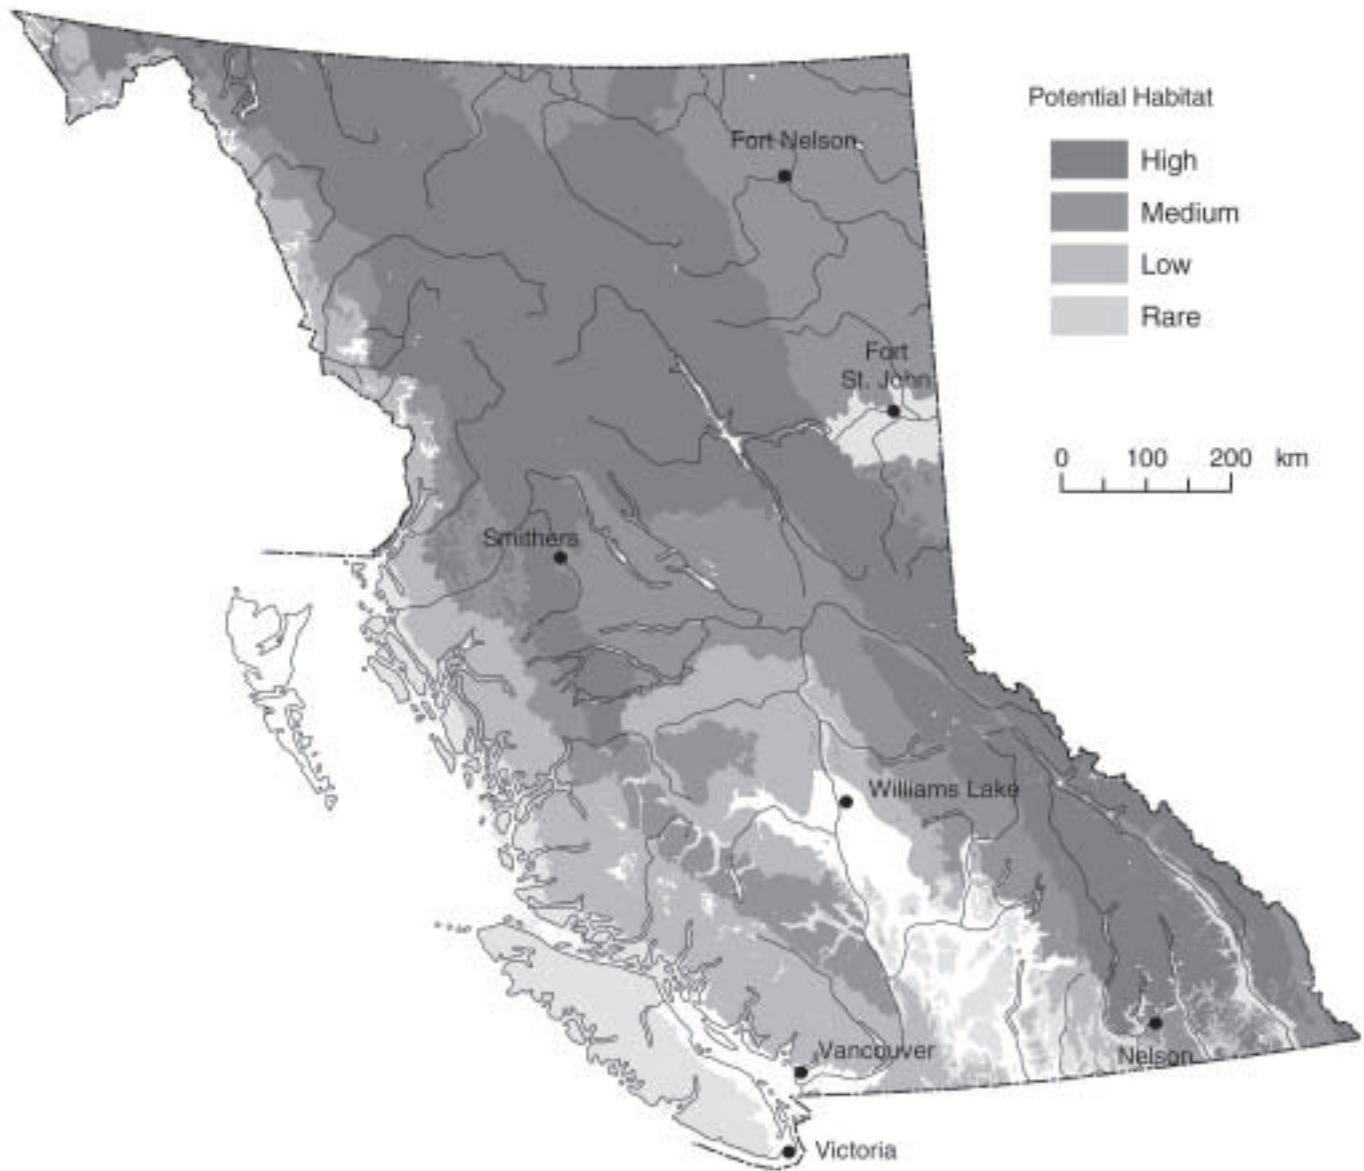 Potential Habitat
High
Medium
Low
Rare
0 100 200 km
Fort Nelson
Fort
St. John
Smithers
Williams Lake
Vancouver
Nelson
Victoria